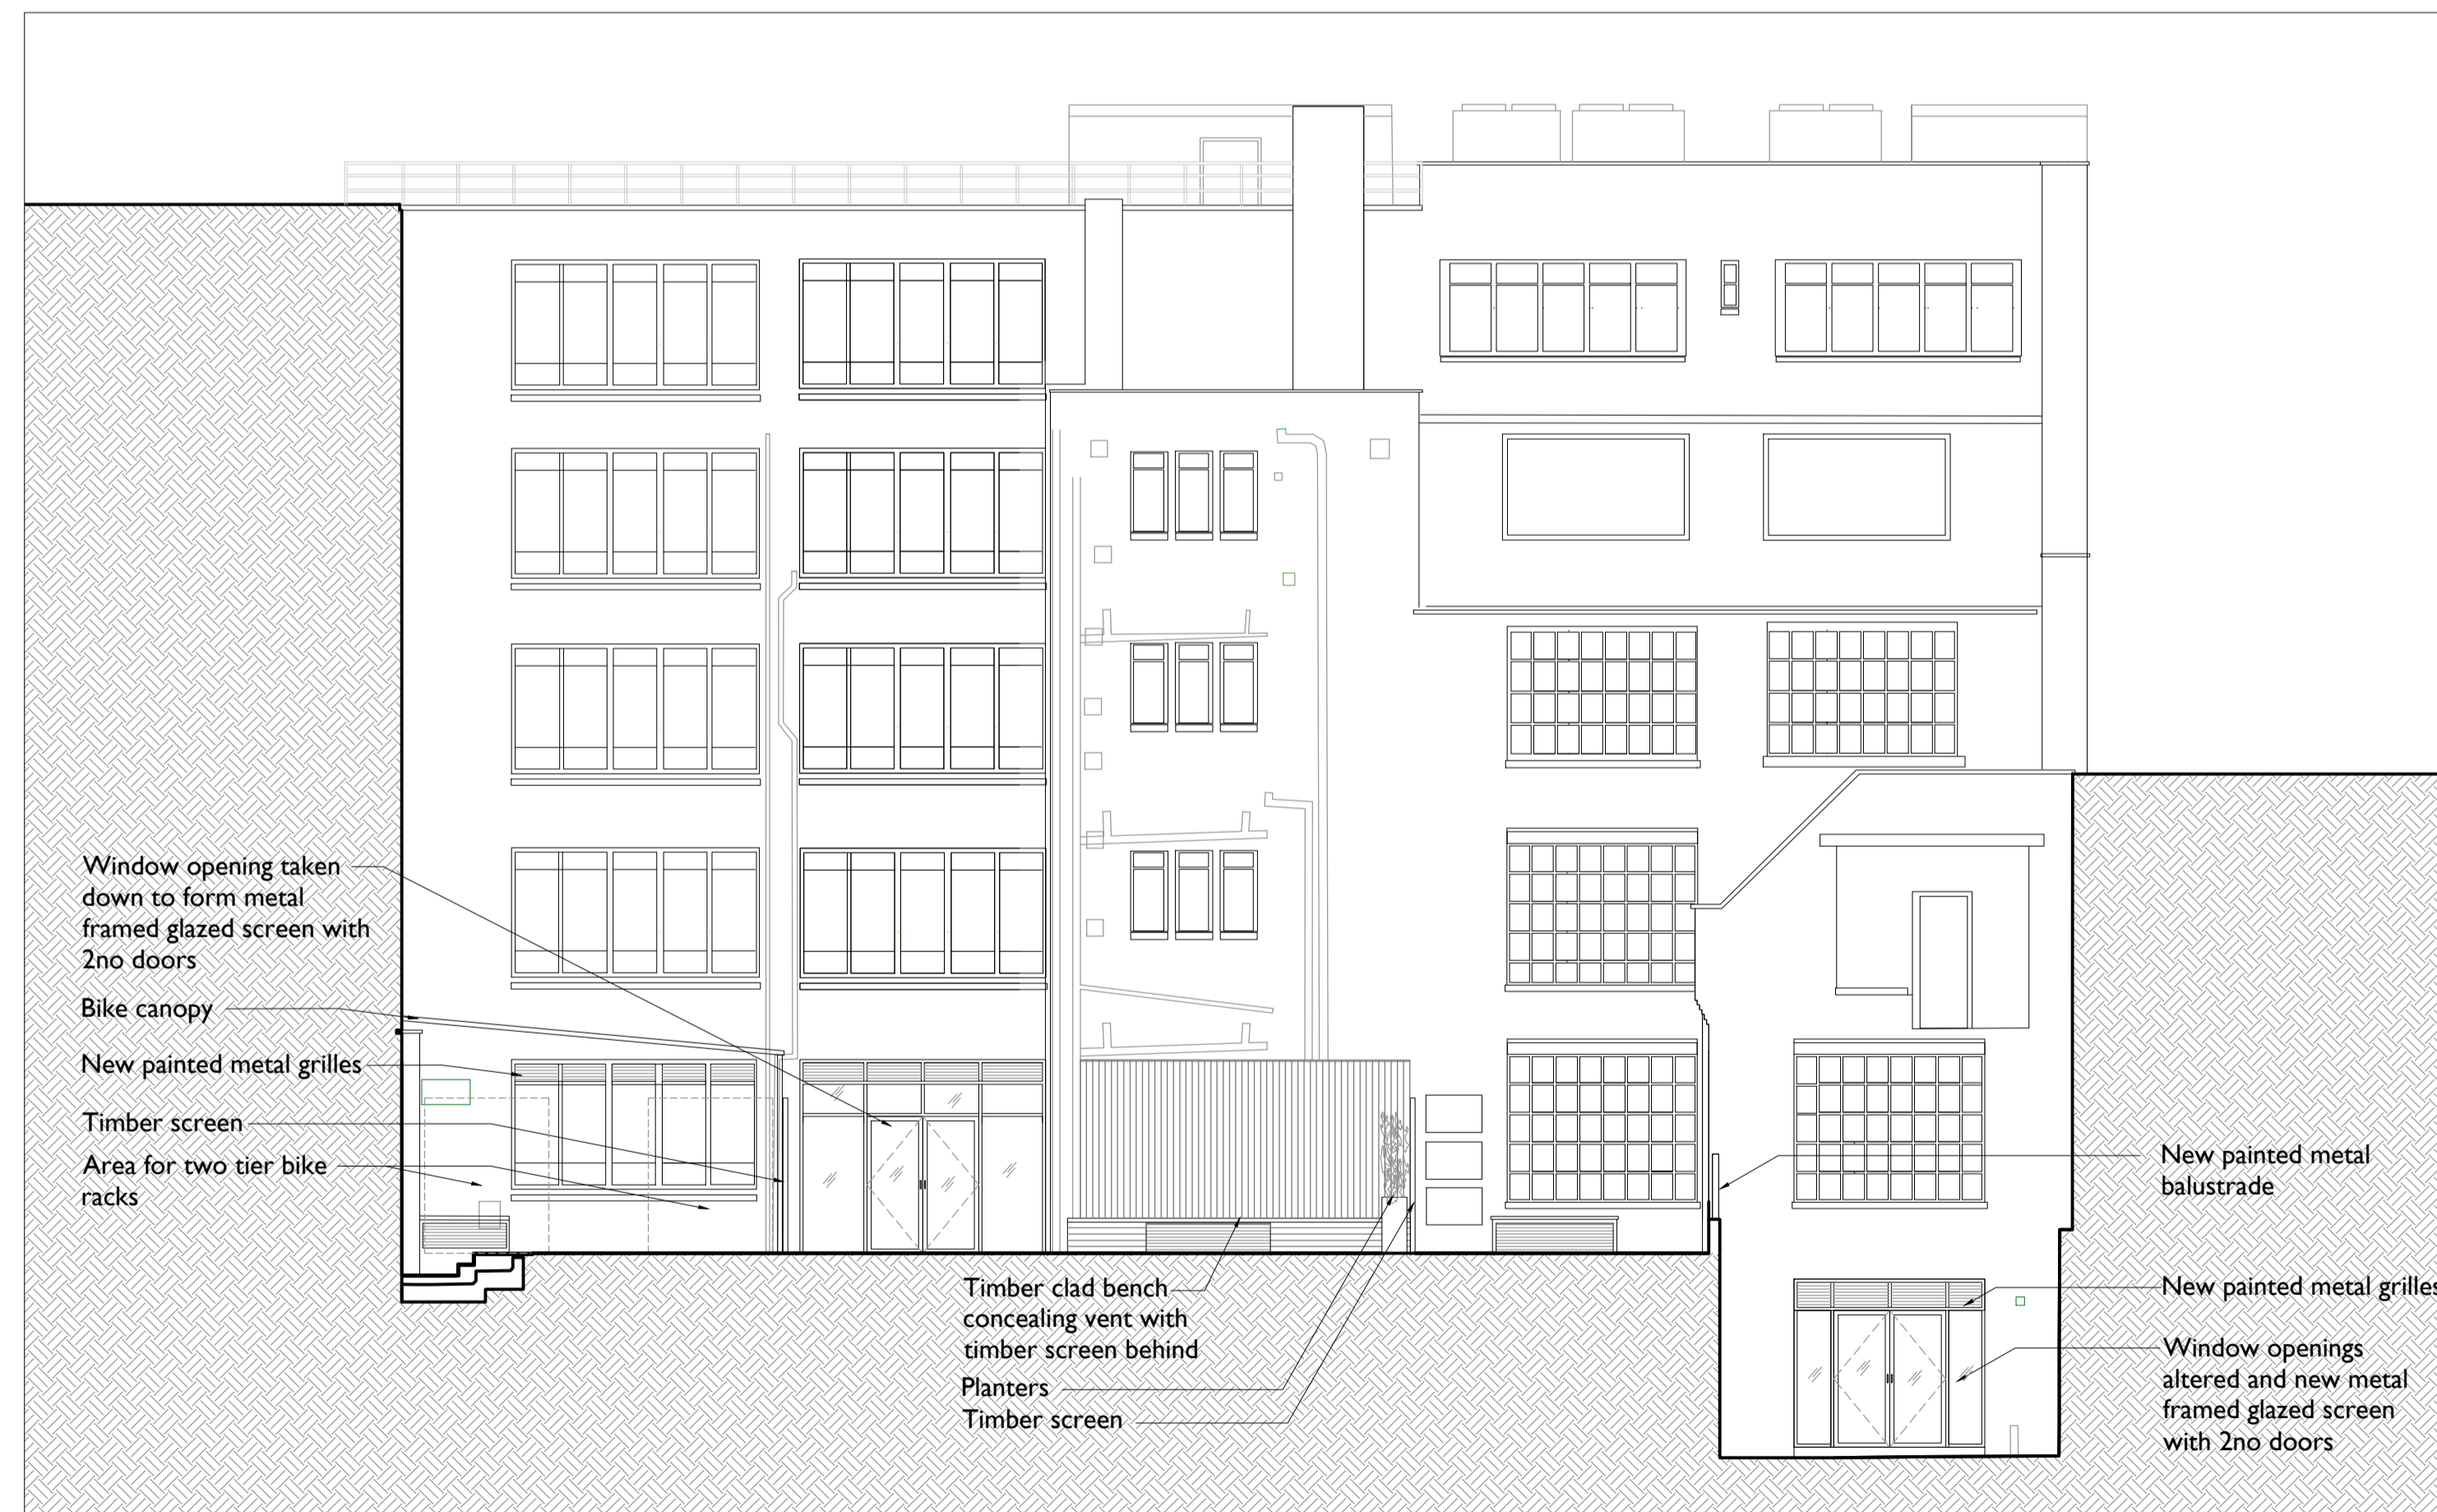 Window opening taken
down to form metal
framed glazed screen with
2no doors
Bike canopy
New painted metal grilles
Timber screen
Area for two tier bike
racks
Timber clad bench
concealing vent with
timber screen behind
Planters
Timber screen
New painted metal
balustrade
New painted metal grilles
Window openings
altered and new metal
framed glazed screen
with 2no doors